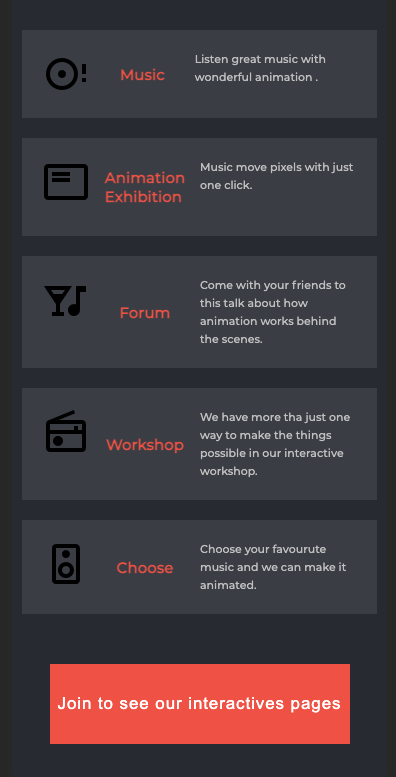 Music
Listen great music with
wonderful animation .
Animation
Exhibition
Music move pixels with just
one click.
Forum
Come with your friends to
this talk about how
animation works behind
the scenes.
Workshop
We have more tha just one
way to make the things
possible in our interactive
workshop.
Choose
Choose your favourute
music and we can make it
animated.
Join to see our interactives pages